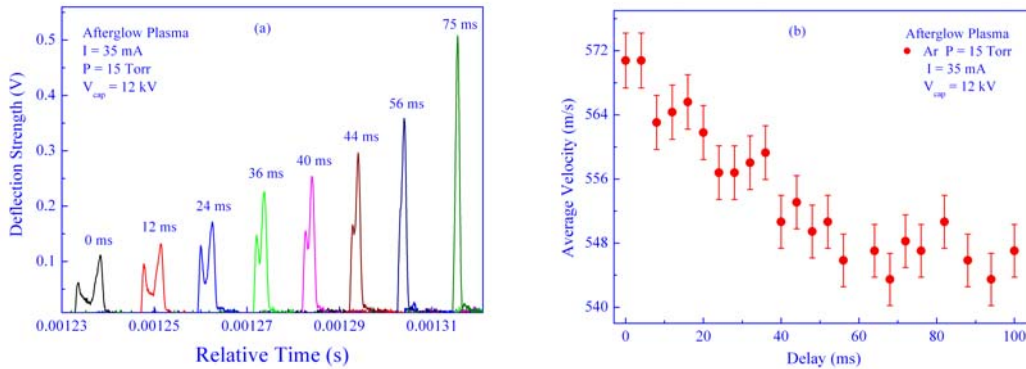 (a)
Afterglow Plasma
I = 35 mA
P = 15 Torr
V_cap = 12 kV
0 ms
12 ms
24 ms
36 ms
40 ms
44 ms
56 ms
75 ms
Deflection Strength (V)
0.5
0.4
0.3
0.2
0.1
0.00123
0.00125
0.00127
0.00129
0.00131
Relative Time (s)
(b)
Afterglow Plasma
Ar P = 15 Torr
I = 35 mA
V_cap = 12 kV
Average Velocity (m/s)
572
564
556
548
540
0
20
40
60
80
100
Delay (ms)